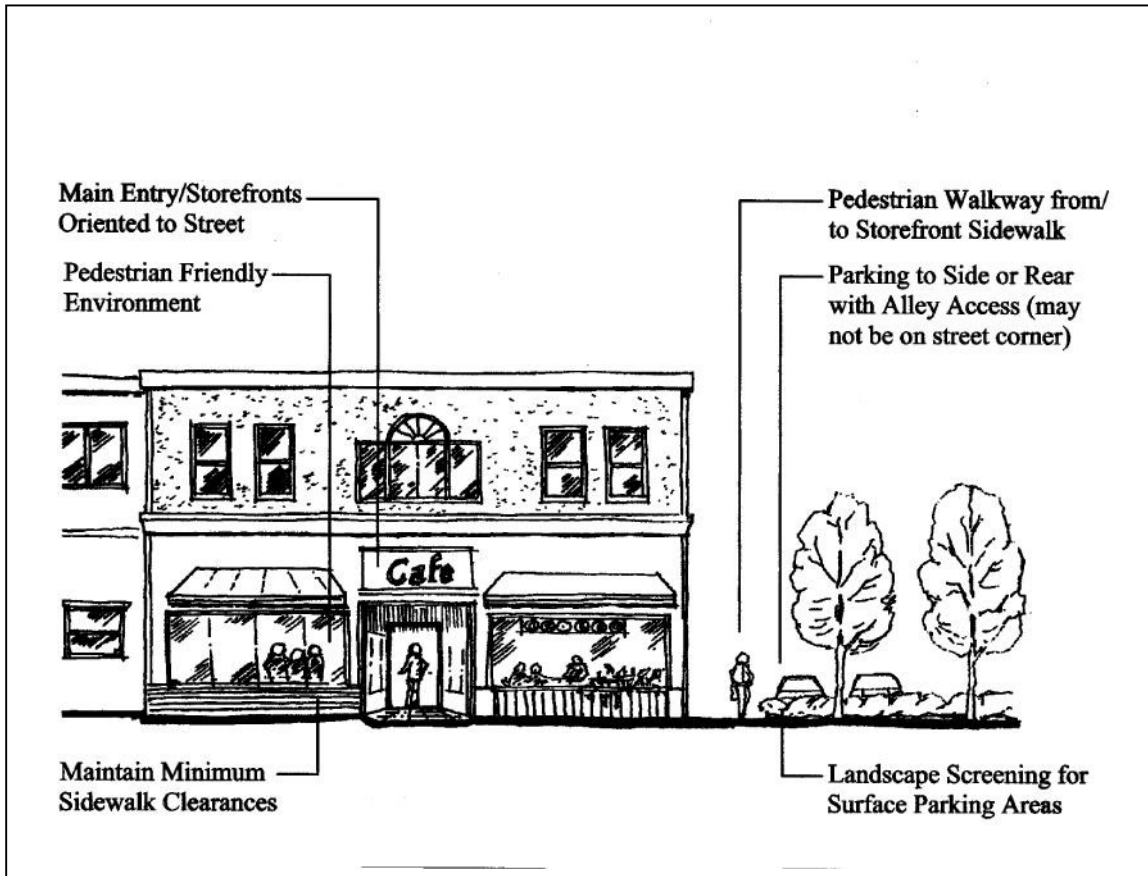 Main Entry/Storefronts
Oriented to Street
Pedestrian Friendly
Environment
Pedestrian Walkway from/
to Storefront Sidewalk
Parking to Side or Rear
with Alley Access (may
not be on street corner)
Cafe
Maintain Minimum
Sidewalk Clearances
Landscape Screening for
Surface Parking Areas